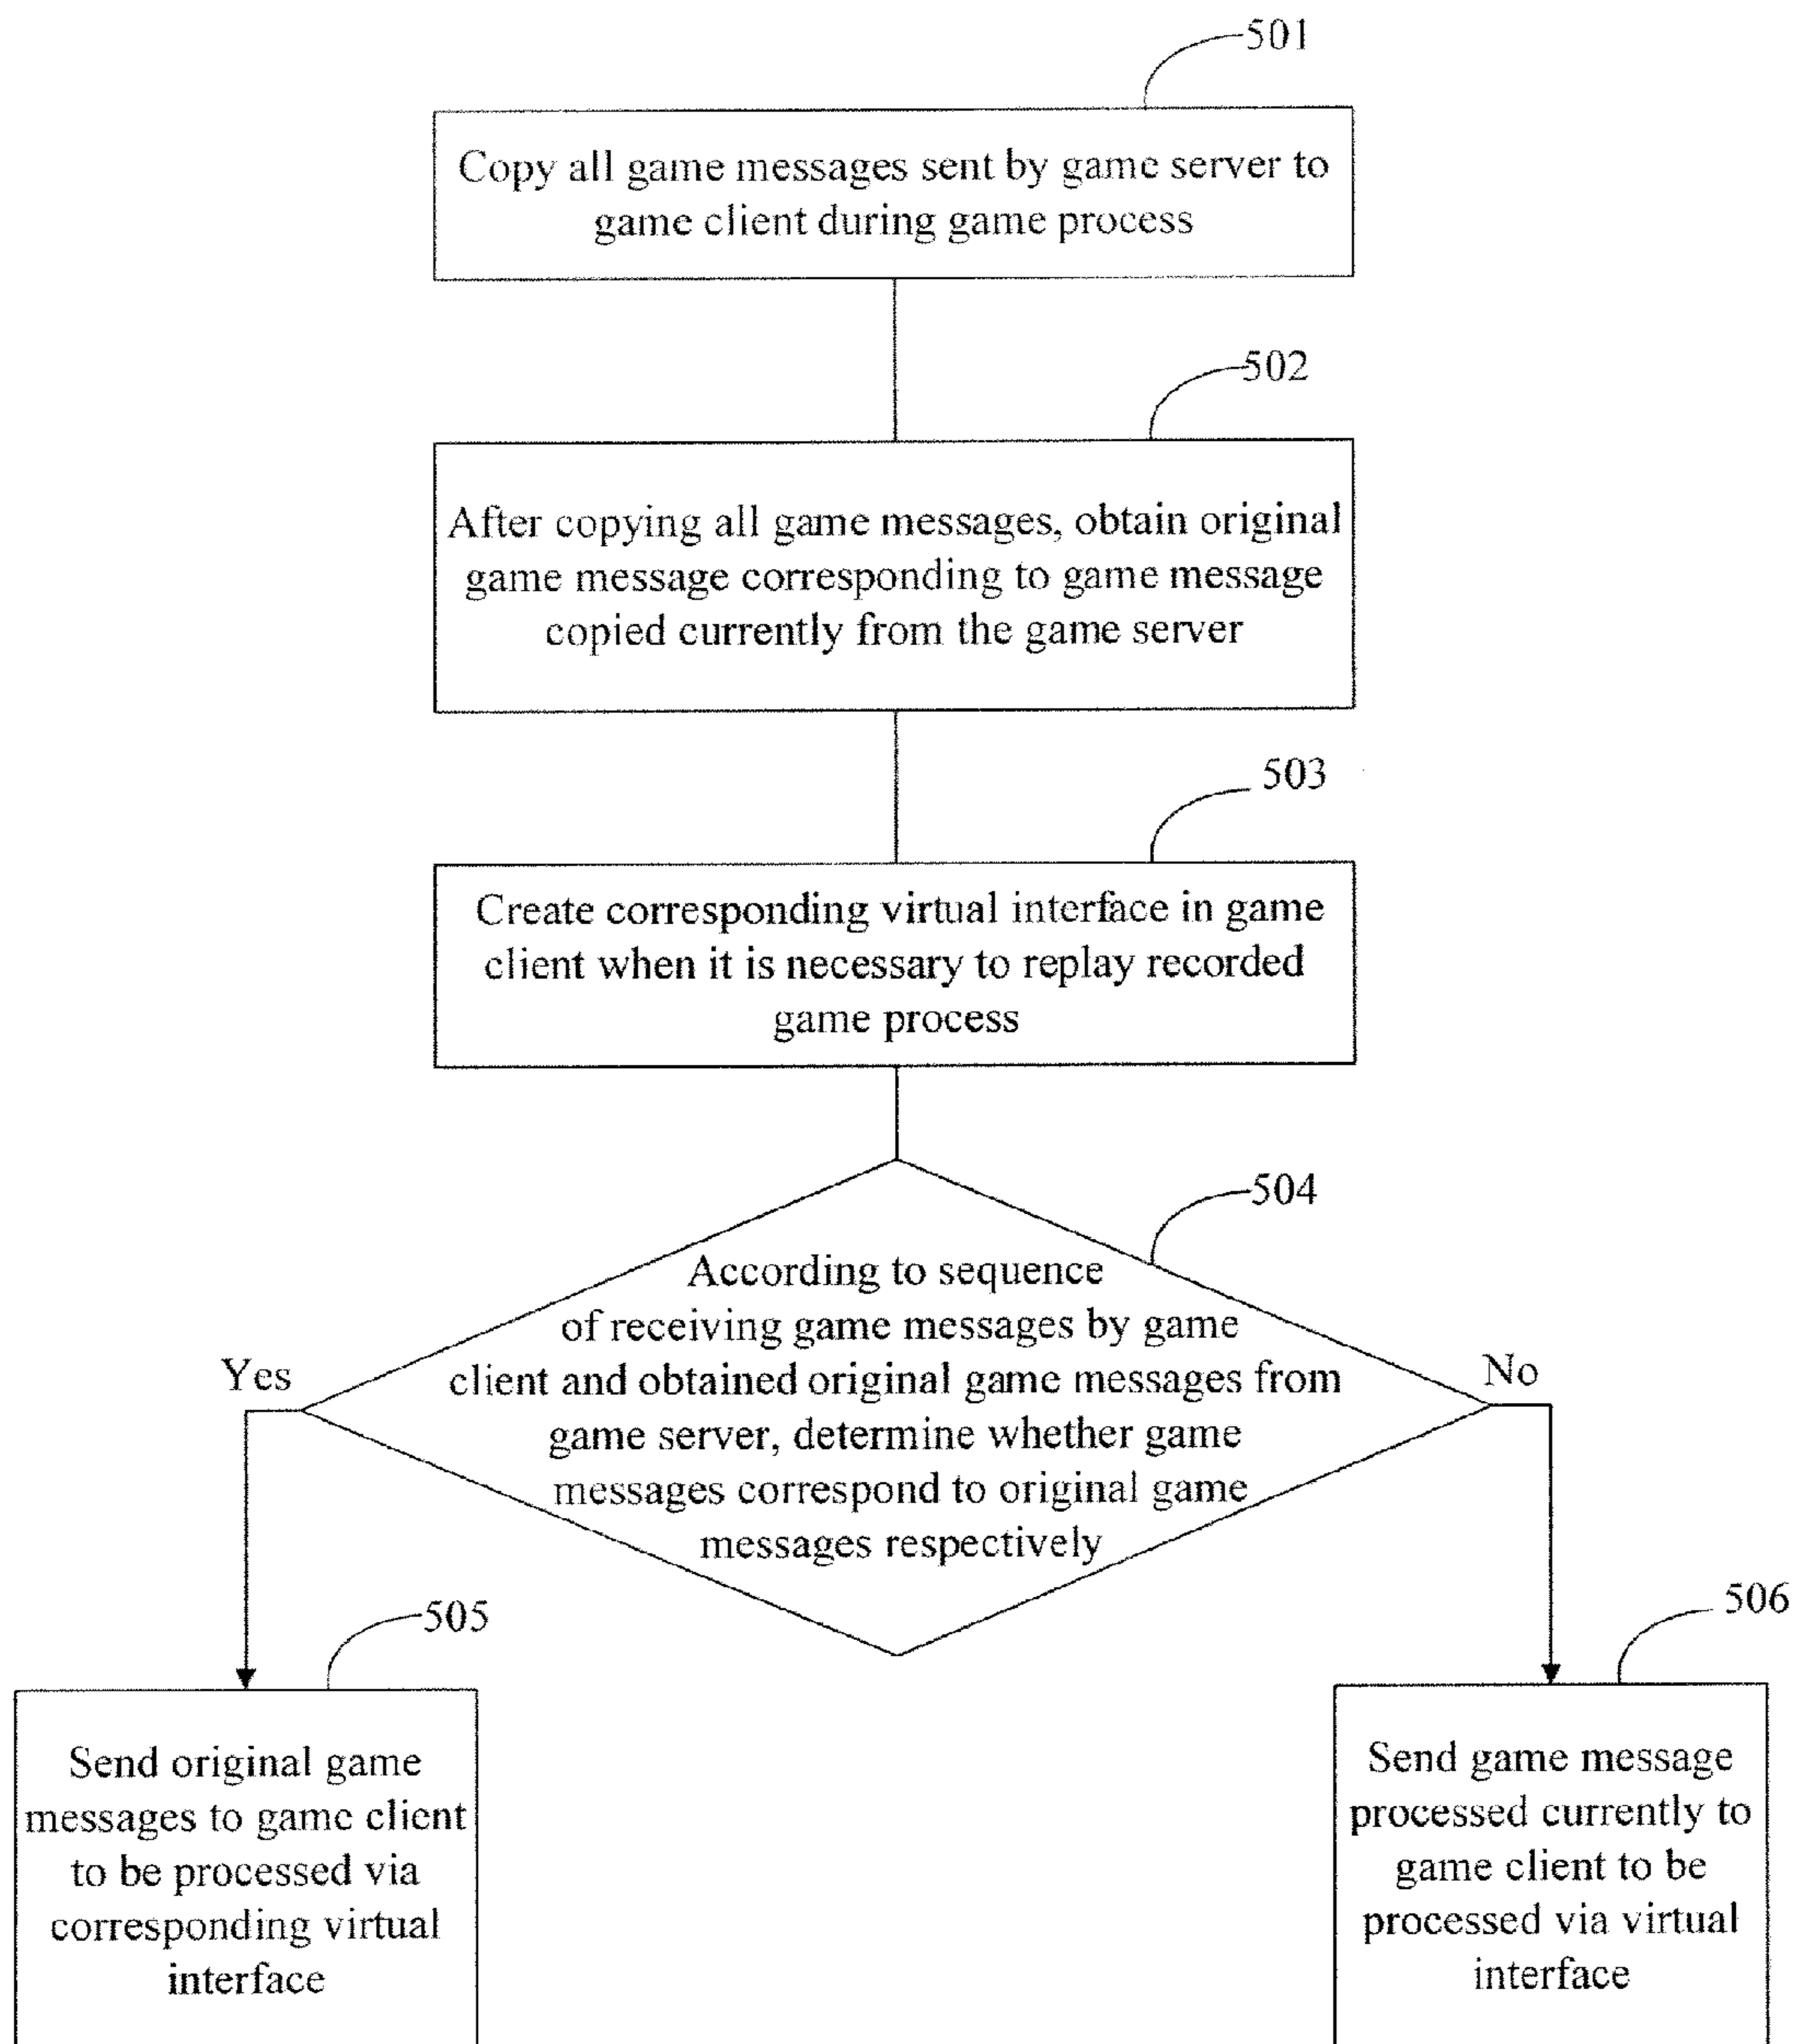 501
Copy all game messages sent by game server to
game client during game process
502
After copying all game messages, obtain original
game message corresponding to game message
copied currently from the game server
503
Create corresponding virtual interface in game
client when it is necessary to replay recorded
game process
504
According to sequence
of receiving game messages by game
client and obtained original game messages from
game server, determine whether game
messages correspond to original game
messages respectively
Yes
No
505
Send original game
messages to game client
to be processed via
corresponding virtual
interface
506
Send game message
processed currently to
game client to be
processed via virtual
interface